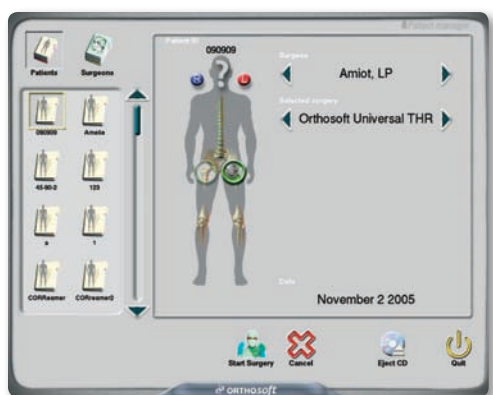 Patient manager
Patients
Surgeons
Patient ID
090909
Surgeon
Amiot, LP
Selected surgery
Orthosoft Universal THR
090909
Amelie
45-90-2
123
a
1
CORReamer
CORreamer2
Date
November 2 2005
Start Surgery
Cancel
Eject CD
Quit
ORTHOSOFT